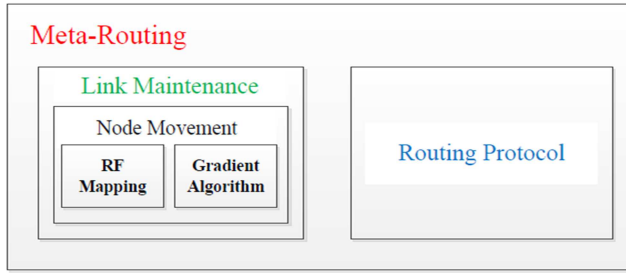 Meta-Routing
Link Maintenance
Node Movement
RF
Mapping
Gradient
Algorithm
Routing Protocol